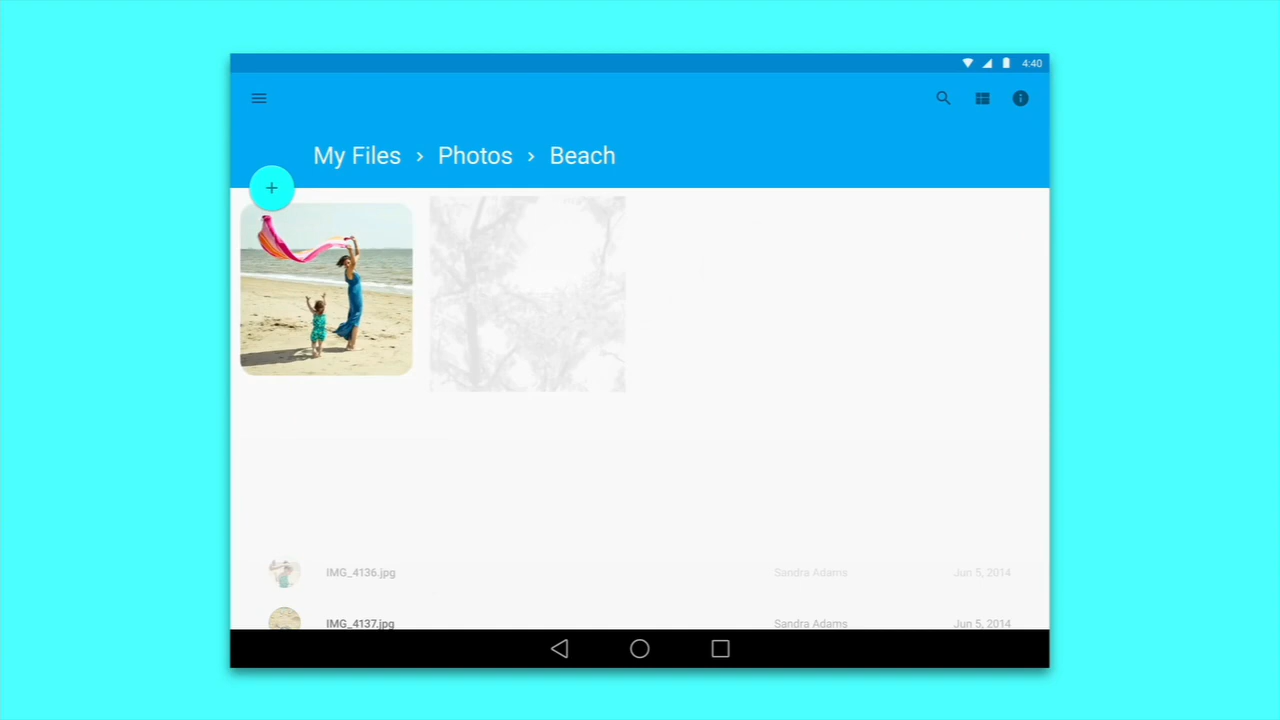 4:40
My Files > Photos > Beach
IMG_4136.jpg Sandra Adams Jun 5, 2014
IMG_4137.jpg Sandra Adams Jun 5, 2014